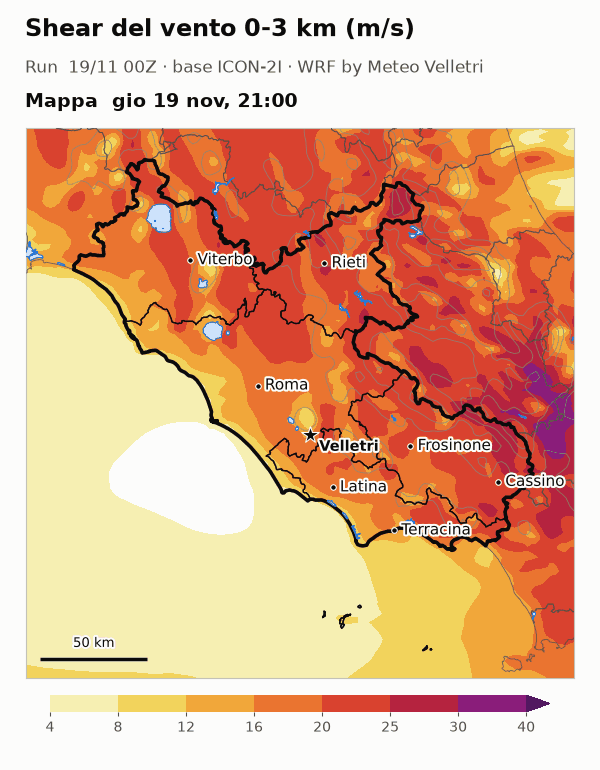 Shear del vento 0-3 km (m/s)
Run  19/11 00Z · base ICON-2I · WRF by Meteo Velletri
Mappa  gio 19 nov, 21:00
Viterbo
Rieti
Roma
Velletri
Frosinone
Cassino
Latina
Terracina
50 km
4 8 12 16 20 25 30 40